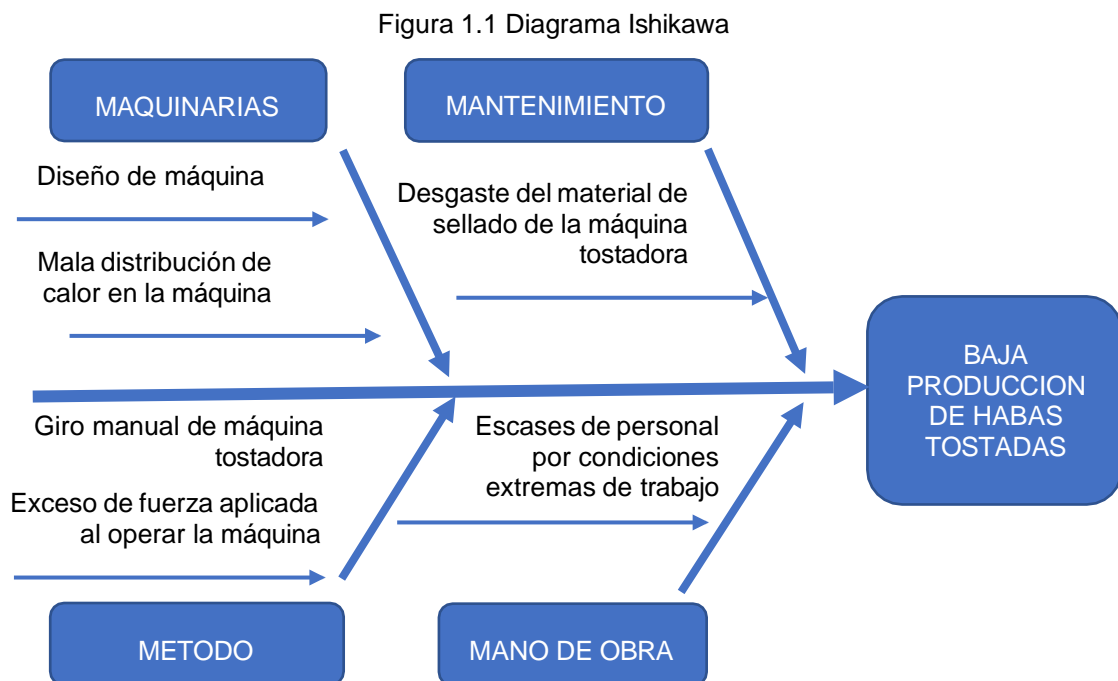 Figura 1.1 Diagrama Ishikawa
MAQUINARIAS
MANTENIMIENTO
Diseño de máquina
Mala distribución de
calor en la máquina
Desgaste del material de
sellado de la máquina
tostadora
BAJA
PRODUCCION
DE HABAS
TOSTADAS
Giro manual de máquina
tostadora
Exceso de fuerza aplicada
al operar la máquina
Escases de personal
por condiciones
extremas de trabajo
METODO
MANO DE OBRA